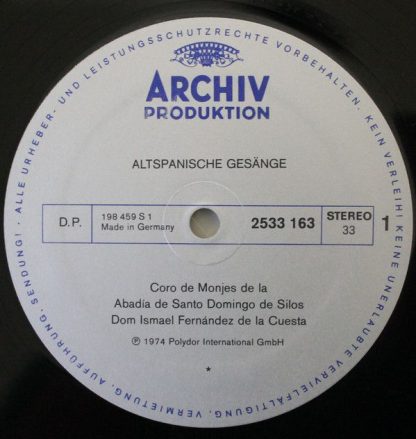 ALLE URHEBER- UND LEISTUNGSSCHUTZRECHTE VORBEHALTEN. KEIN VERLEIH! KEINE UNERLAUBTE VERVIELFÄLTIGUNG, VERMIETUNG, AUFFÜHRUNG, SENDUNG!
ARCHIV
PRODUKTION
ALTSPANISCHE GESÄNGE
D.P.
198 459 S 1
Made in Germany
2533 163
STEREO
33
1
Coro de Monjes de la
Abadía de Santo Domingo de Silos
Dom Ismael Fernández de la Cuesta
Ⓟ 1974 Polydor International GmbH
*